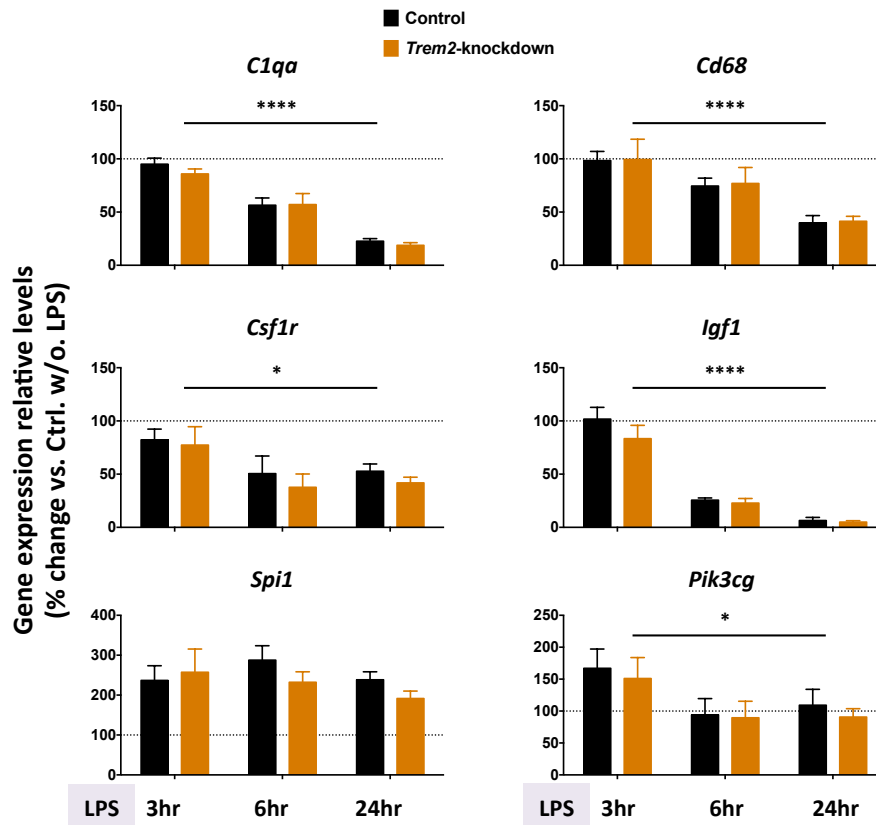 Control
Trem2-knockdown
C1qa
150
100
50
0
****
Cd68
150
100
50
0
****
Gene expression relative levels
(% change vs. Ctrl. w/o. LPS)
Csf1r
150
100
50
0
*
Igf1
150
100
50
0
****
Spi1
400
300
200
100
0
Pik3cg
250
200
150
100
50
0
*
LPS 3hr 6hr 24hr
LPS 3hr 6hr 24hr